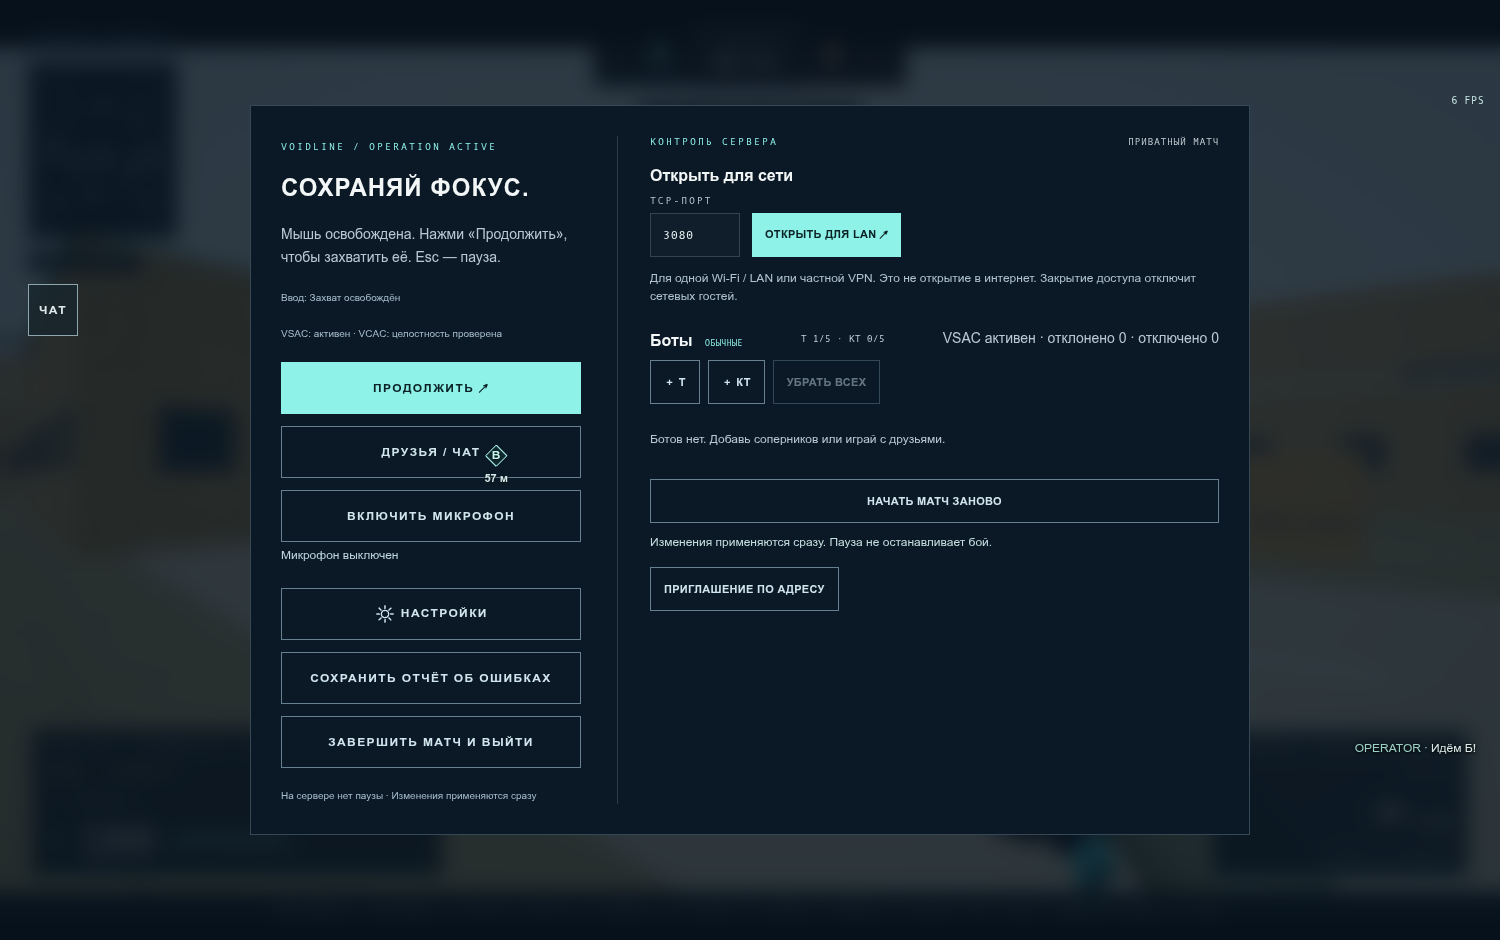 6 FPS
VOIDLINE / OPERATION ACTIVE
СОХРАНЯЙ ФОКУС.
Мышь освобождена. Нажми «Продолжить»,
чтобы захватить её. Esc — пауза.
Ввод: Захват освобождён
VSAC: активен · VCAC: целостность проверена
ПРОДОЛЖИТЬ ↗
ДРУЗЬЯ / ЧАТ
B
57 м
ВКЛЮЧИТЬ МИКРОФОН
Микрофон выключен
НАСТРОЙКИ
СОХРАНИТЬ ОТЧЁТ ОБ ОШИБКАХ
ЗАВЕРШИТЬ МАТЧ И ВЫЙТИ
На сервере нет паузы · Изменения применяются сразу
КОНТРОЛЬ СЕРВЕРА
ПРИВАТНЫЙ МАТЧ
Открыть для сети
TCP-ПОРТ
3080
ОТКРЫТЬ ДЛЯ LAN ↗
Для одной Wi-Fi / LAN или частной VPN. Это не открытие в интернет. Закрытие доступа отключит
сетевых гостей.
Боты ОБЫЧНЫЕ
T 1/5 · КТ 0/5
VSAC активен · отклонено 0 · отключено 0
+ T
+ КТ
УБРАТЬ ВСЕХ
Ботов нет. Добавь соперников или играй с друзьями.
НАЧАТЬ МАТЧ ЗАНОВО
Изменения применяются сразу. Пауза не останавливает бой.
ПРИГЛАШЕНИЕ ПО АДРЕСУ
ЧАТ
OPERATOR · Идём Б!